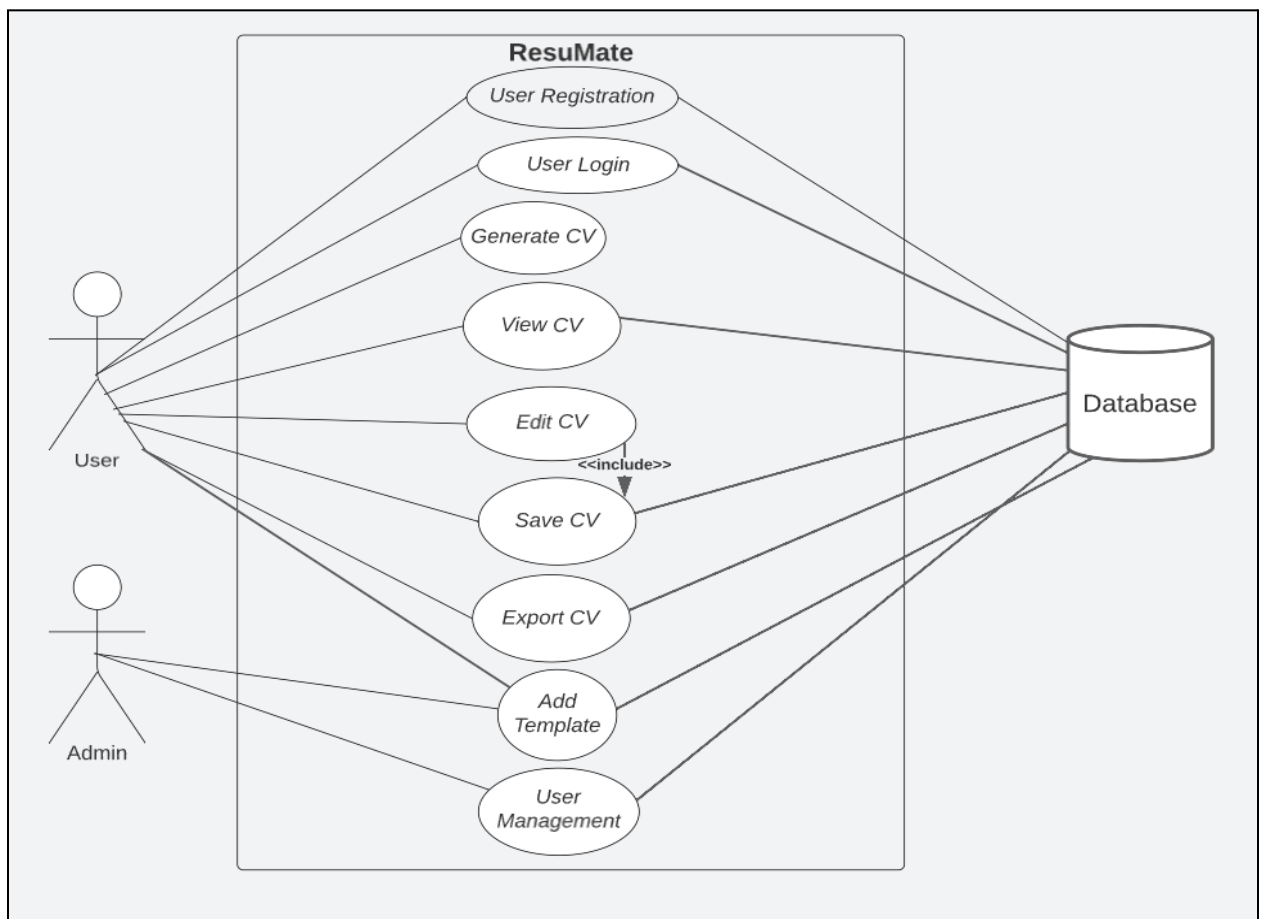 ResuMate
User Registration
User Login
Generate CV
View CV
Edit CV
<<include>>
Save CV
Export CV
Add
Template
User
Management
User
Admin
Database